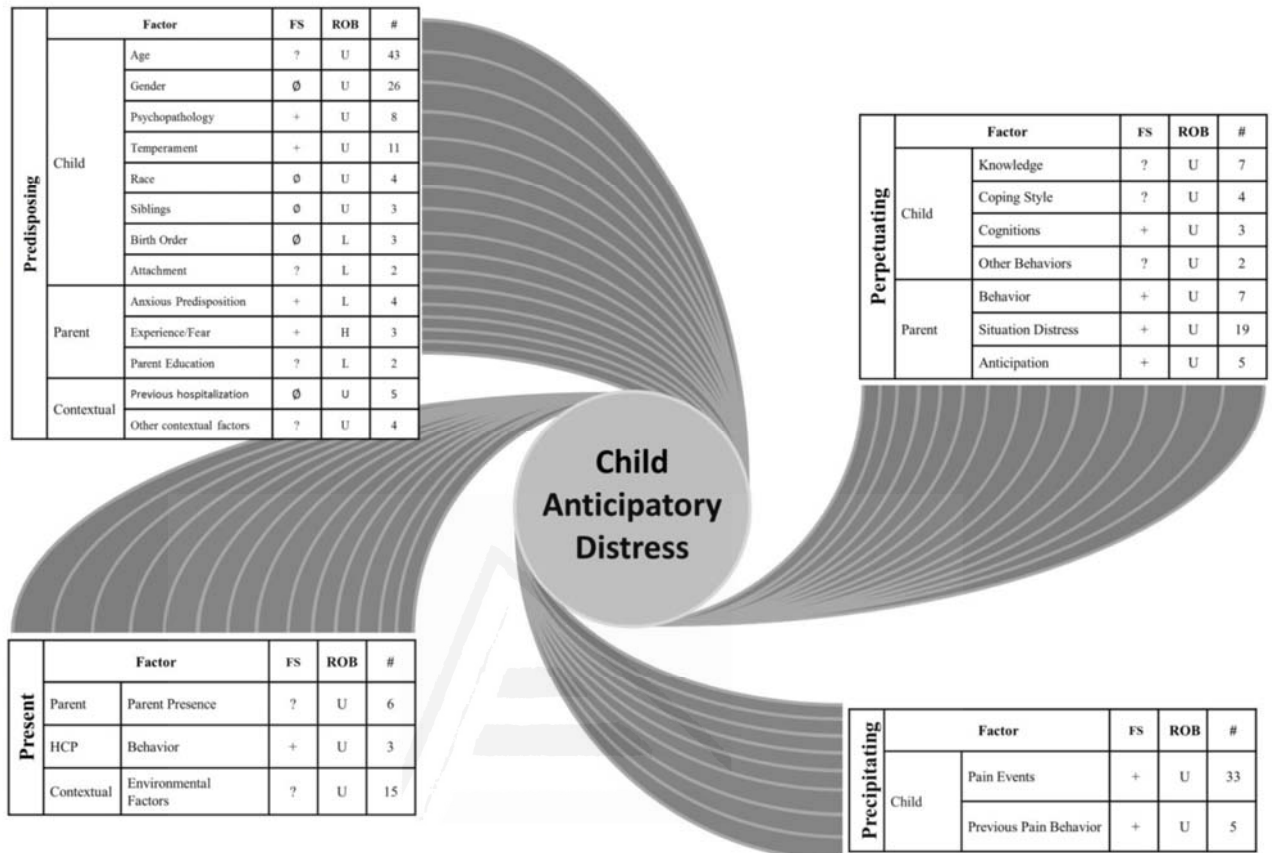 Predisposing
Factor FS ROB #
Child
Age ? U 43
Gender Ø U 26
Psychopathology + U 8
Temperament + U 11
Race Ø U 4
Siblings Ø U 3
Birth Order Ø L 3
Attachment ? L 2
Parent
Anxious Predisposition + L 4
Experience/Fear + H 3
Parent Education ? L 2
Contextual
Previous hospitalization Ø U 5
Other contextual factors ? U 4
Perpetuating
Factor FS ROB #
Child
Knowledge ? U 7
Coping Style ? U 4
Cognitions + U 3
Other Behaviors ? U 2
Parent
Behavior + U 7
Situation Distress + U 19
Anticipation + U 5
Child
Anticipatory
Distress
Present
Factor FS ROB #
Parent Parent Presence ? U 6
HCP Behavior + U 3
Contextual Environmental
Factors ? U 15
Precipitating
Factor FS ROB #
Child
Pain Events + U 33
Previous Pain Behavior + U 5